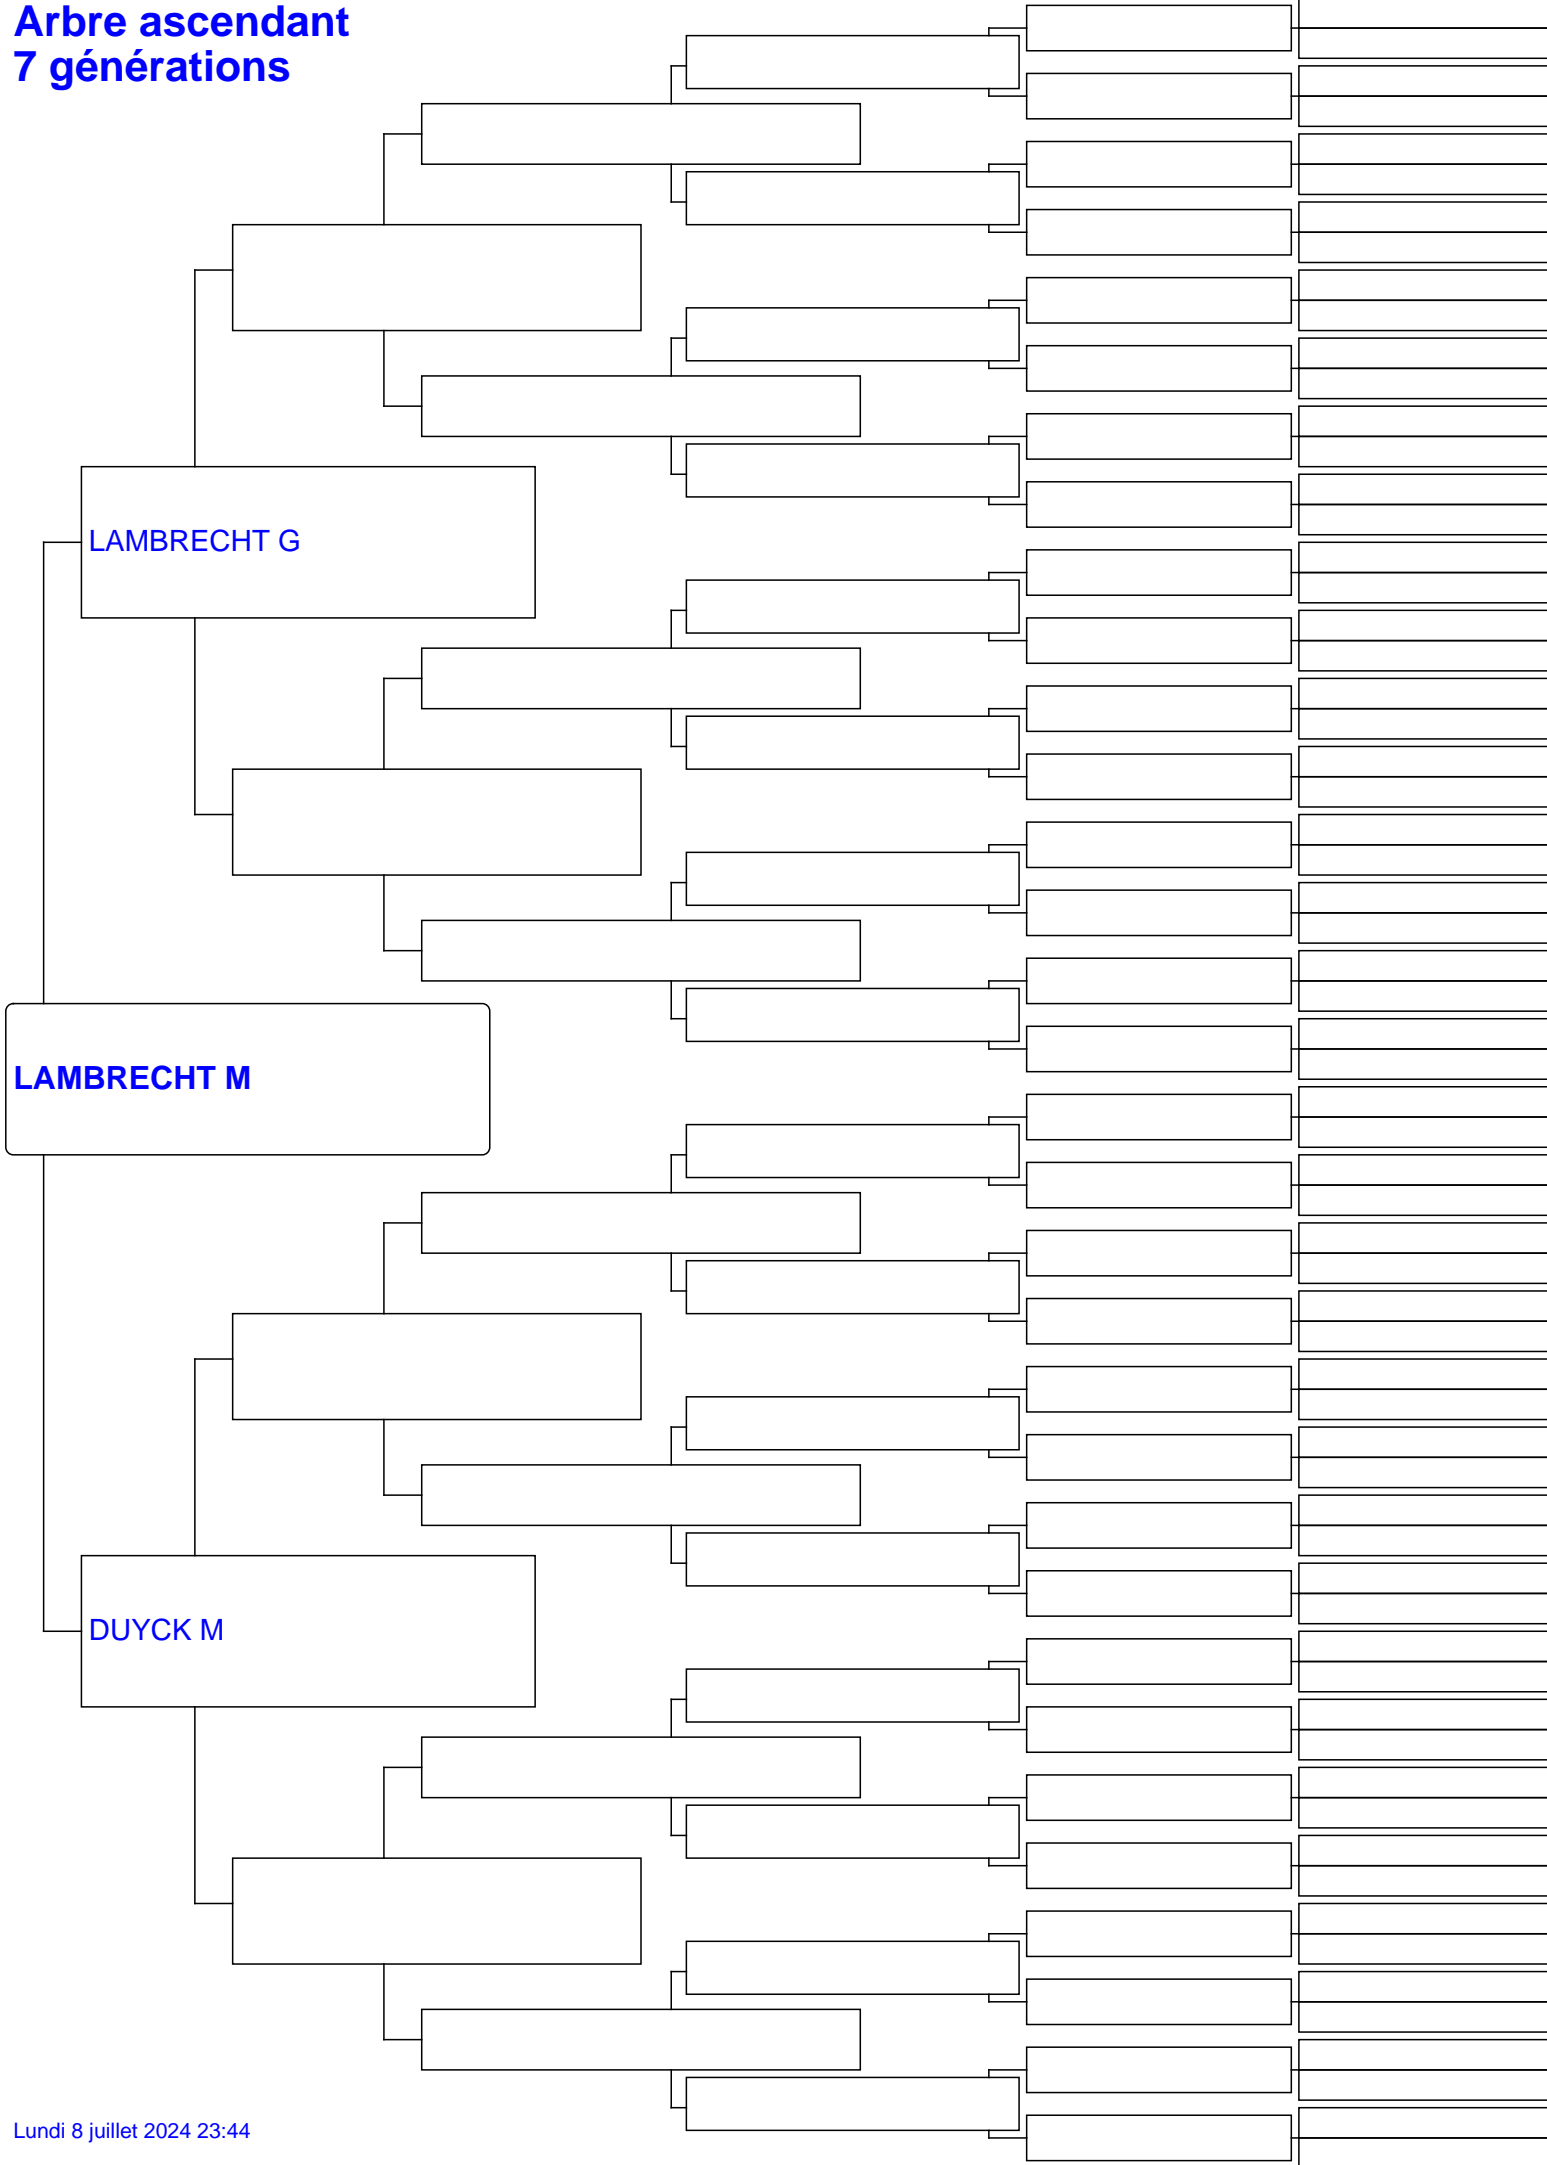 Arbre ascendant
7 générations
LAMBRECHT G
LAMBRECHT M
DUYCK M
Lundi 8 juillet 2024 23:44